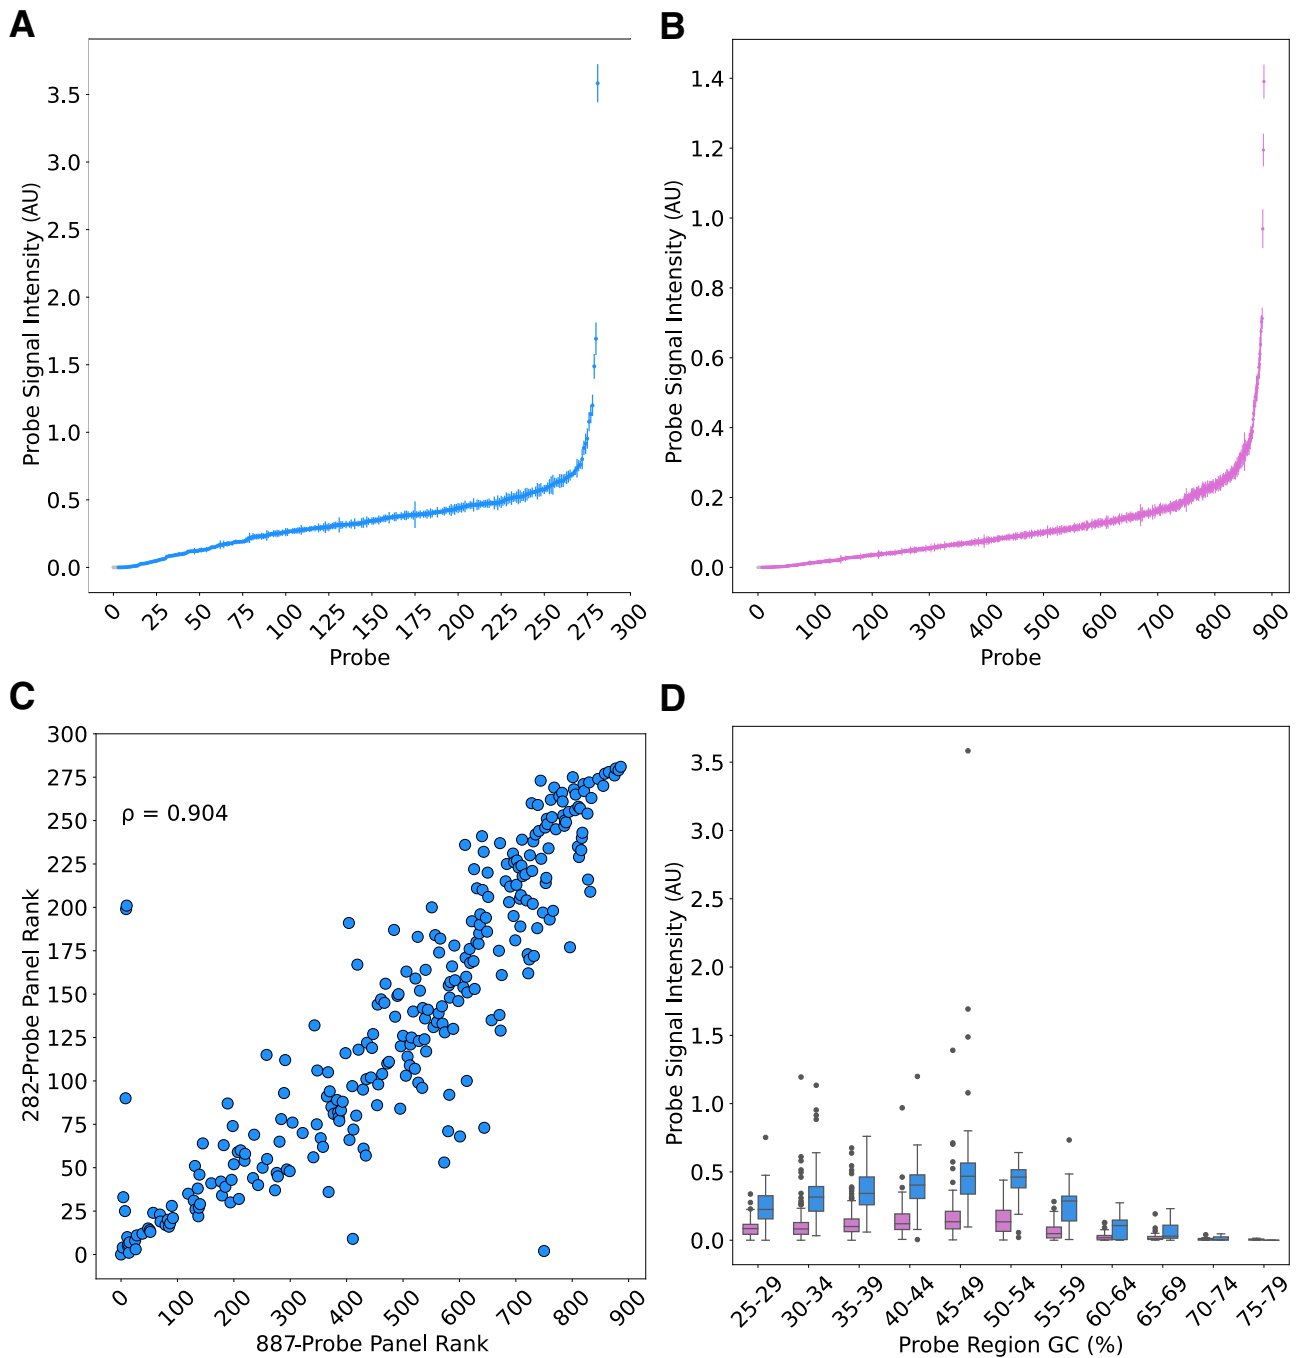 A
Probe Signal Intensity (AU)
3.5
3.0
2.5
2.0
1.5
1.0
0.5
0.0
0 25 50 75 100 125 150 175 200 225 250 275 300
Probe
B
Probe Signal Intensity (AU)
1.4
1.2
1.0
0.8
0.6
0.4
0.2
0.0
0 100 200 300 400 500 600 700 800 900
Probe
C
282-Probe Panel Rank
300
275
250
225
200
175
150
125
100
75
50
25
0
ρ = 0.904
0 100 200 300 400 500 600 700 800 900
887-Probe Panel Rank
D
Probe Signal Intensity (AU)
3.5
3.0
2.5
2.0
1.5
1.0
0.5
0.0
25-29 30-34 35-39 40-44 45-49 50-54 55-59 60-64 65-69 70-74 75-79
Probe Region GC (%)